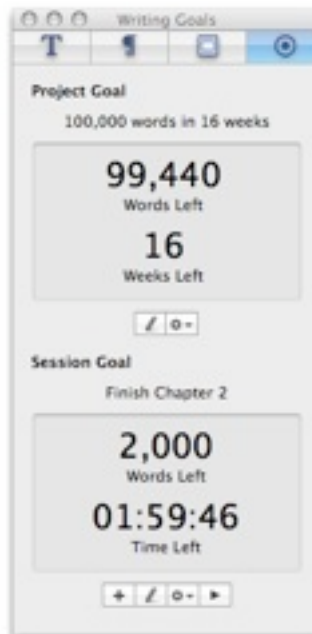 Writing Goals
T ¶
Project Goal
100,000 words in 16 weeks
99,440
Words Left
16
Weeks Left
Session Goal
Finish Chapter 2
2,000
Words Left
01:59:46
Time Left